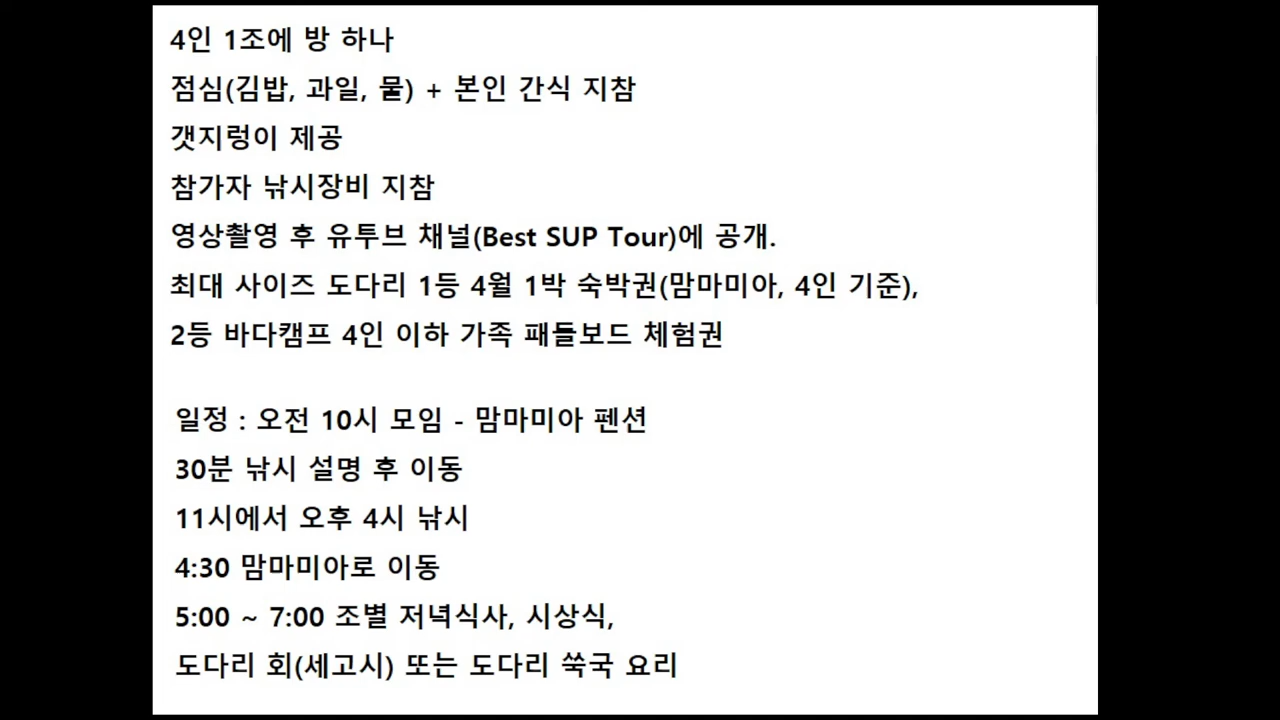 4인 1조에 방 하나
점심(김밥, 과일, 물) + 본인 간식 지참
갯지렁이 제공
참가자 낚시장비 지참
영상촬영 후 유투브 채널(Best SUP Tour)에 공개.
최대 사이즈 도다리 1등 4월 1박 숙박권(맘마미아, 4인 기준),
2등 바다캠프 4인 이하 가족 패들보드 체험권
일정 : 오전 10시 모임 - 맘마미아 펜션
30분 낚시 설명 후 이동
11시에서 오후 4시 낚시
4:30 맘마미아로 이동
5:00 ~ 7:00 조별 저녁식사, 시상식,
도다리 회(세고시) 또는 도다리 쑥국 요리